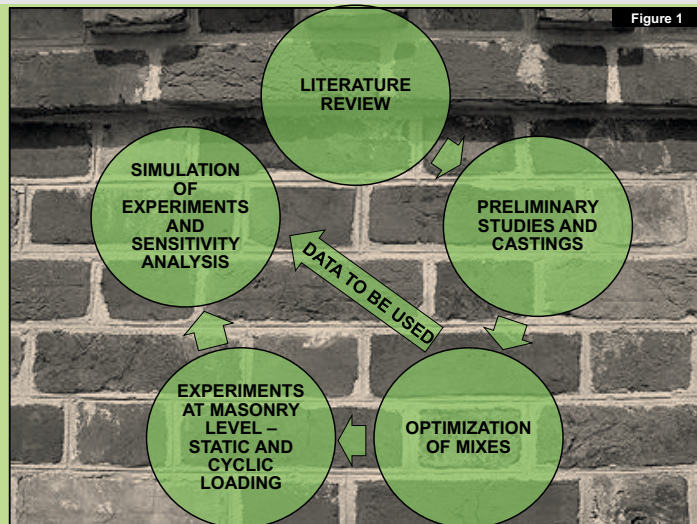 Figure 1
LITERATURE
REVIEW
PRELIMINARY
STUDIES AND
CASTINGS
OPTIMIZATION
OF MIXES
EXPERIMENTS
AT MASONRY
LEVEL –
STATIC AND
CYCLIC
LOADING
SIMULATION
OF
EXPERIMENTS
AND
SENSITIVITY
ANALYSIS
DATA TO BE USED